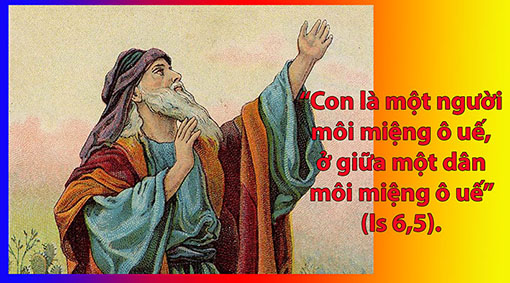 “Con là một người
môi miệng ô uế,
ở giữa một dân
môi miệng ô uế”
(Is 6,5).